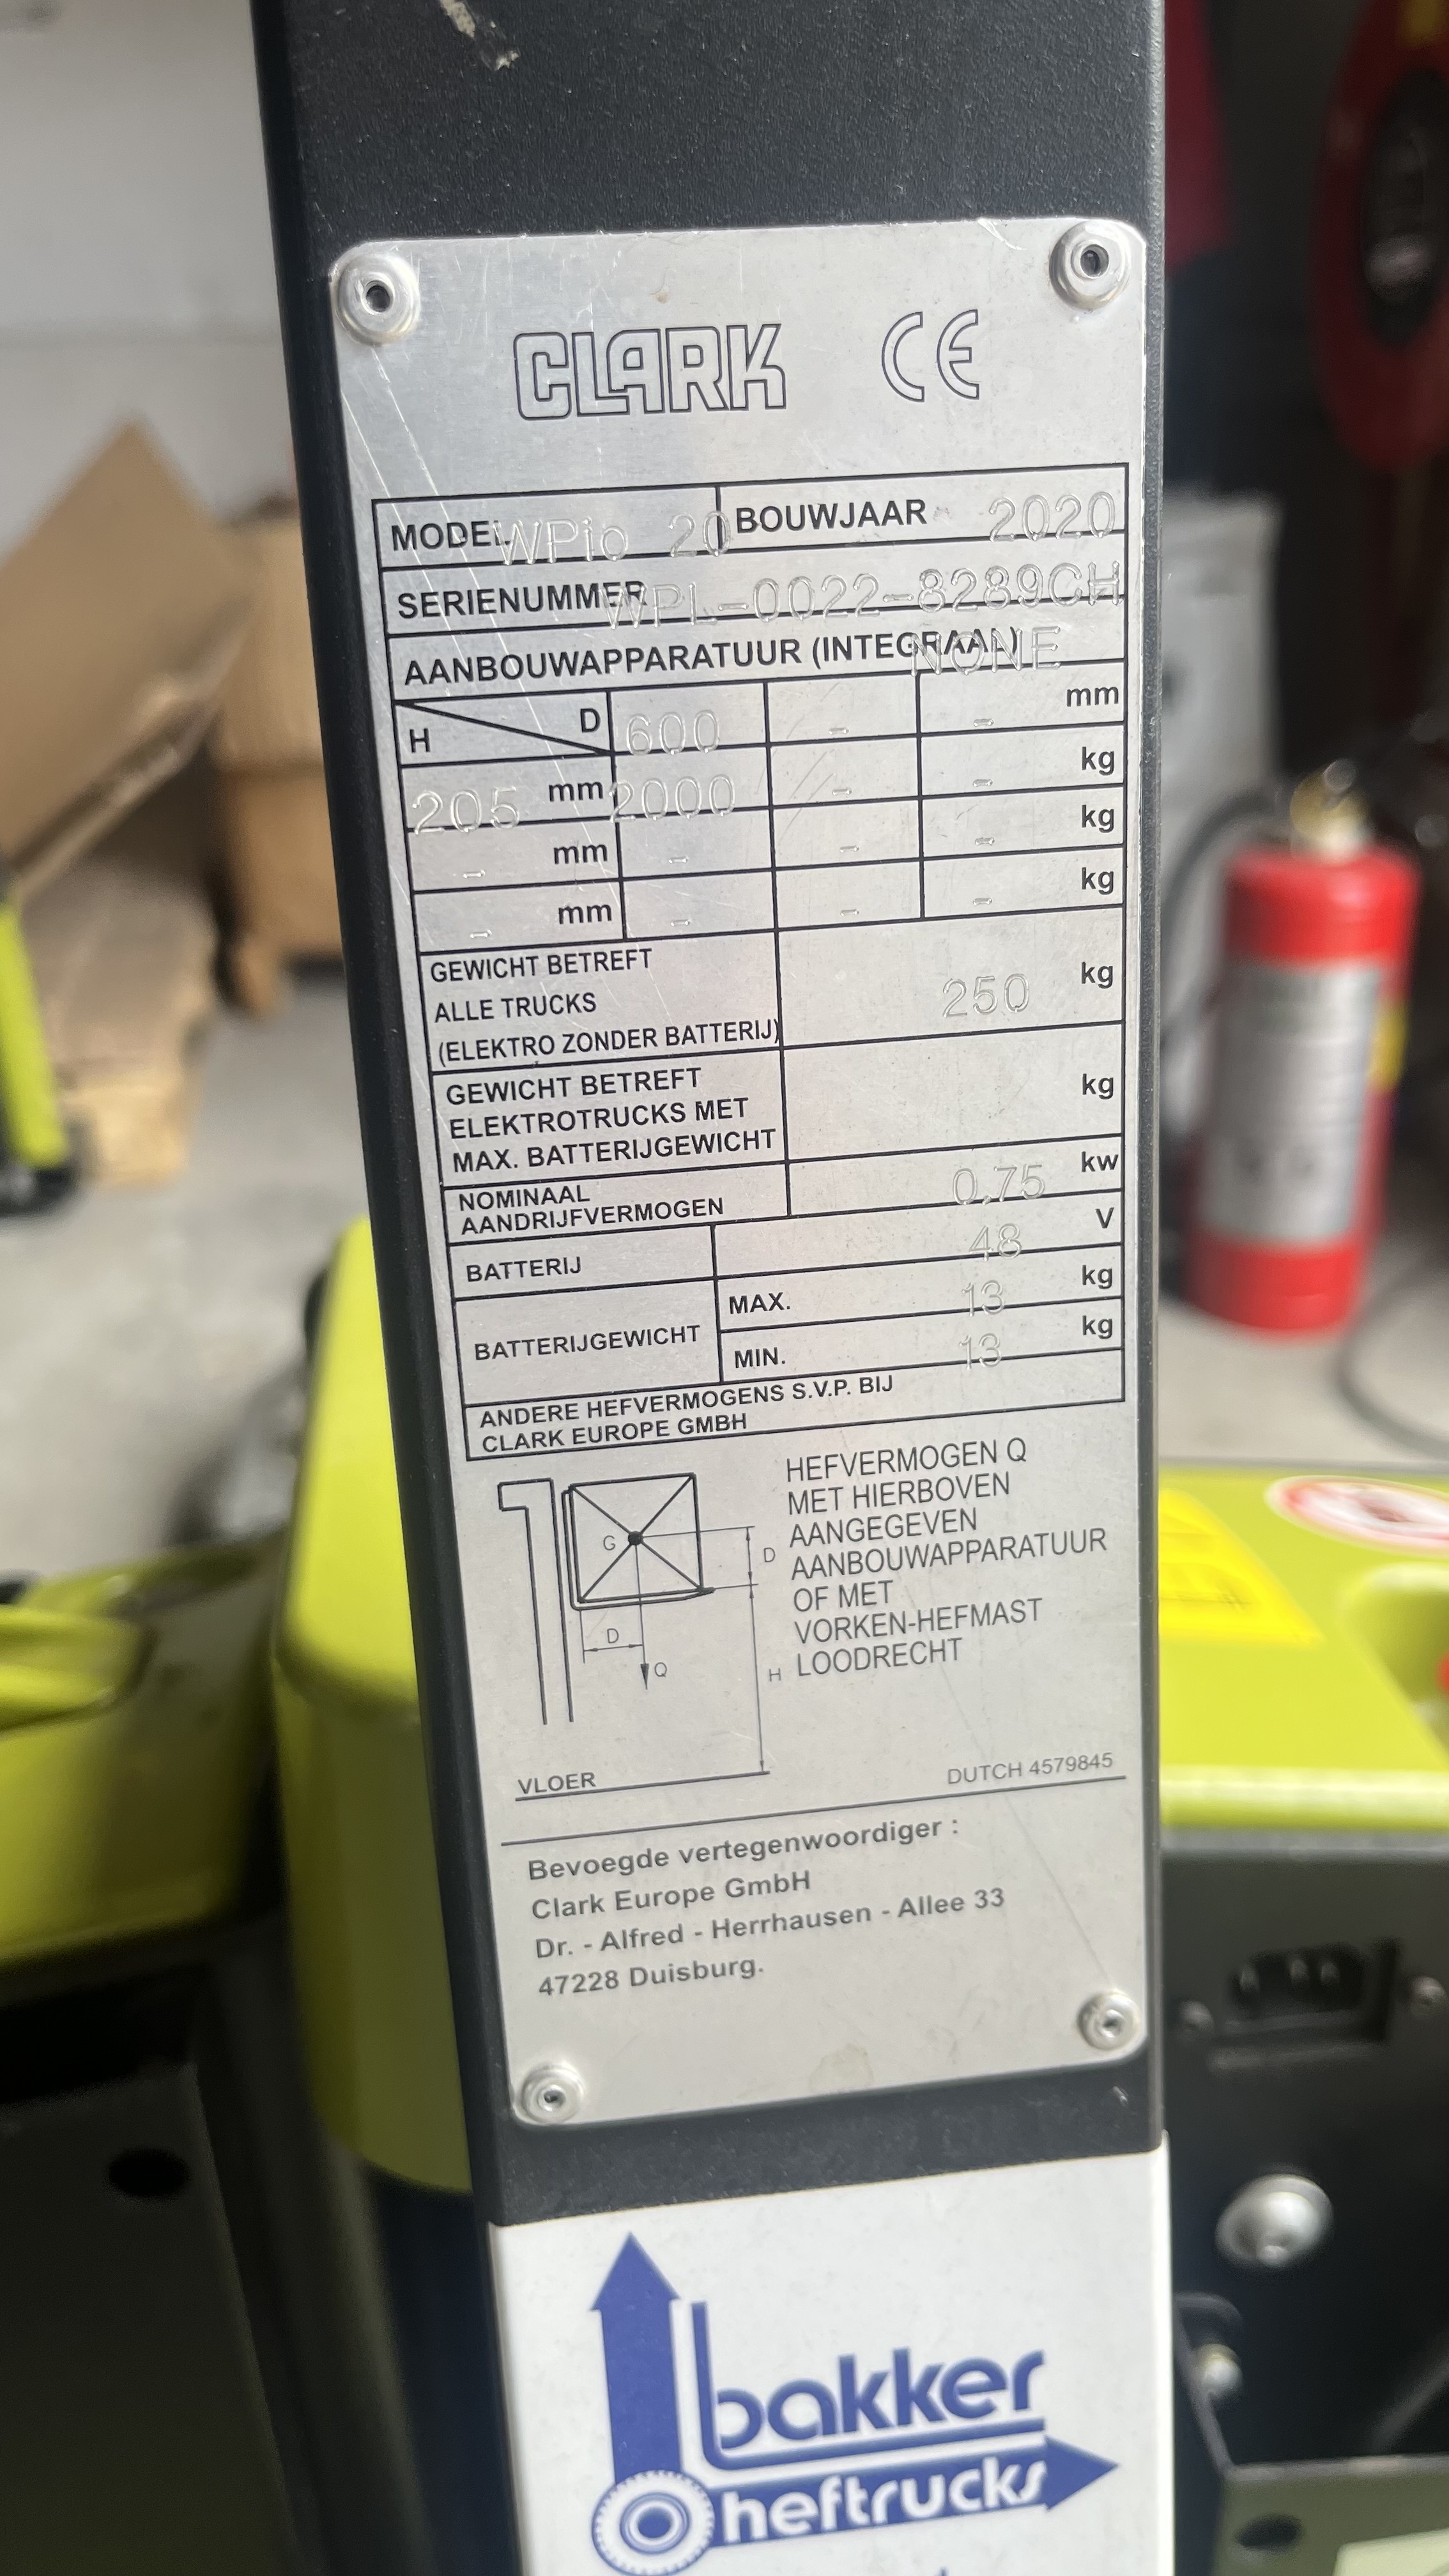 CLARK CE
MODEL WPio 20 BOUWJAAR 2020
SERIENUMMER WPL-0022-8289CH
AANBOUWAPPARATUUR (INTEGRAAL) NONE
H D 600 - - mm
205 mm 2000 - - kg
- mm - - - kg
- mm - - - kg
GEWICHT BETREFT
ALLE TRUCKS
(ELEKTRO ZONDER BATTERIJ) 250 kg
GEWICHT BETREFT
ELEKTROTRUCKS MET
MAX. BATTERIJGEWICHT kg
NOMINAAL
AANDRIJFVERMOGEN 0,75 kw
BATTERIJ 48 V
BATTERIJGEWICHT
MAX. 13 kg
MIN. 13 kg
ANDERE HEFVERMOGENS S.V.P. BIJ
CLARK EUROPE GMBH
HEFVERMOGEN Q
MET HIERBOVEN
AANGEGEVEN
AANBOUWAPPARATUUR
OF MET
VORKEN-HEFMAST
LOODRECHT
G
D
D
Q
H
VLOER
DUTCH 4579845
Bevoegde vertegenwoordiger :
Clark Europe GmbH
Dr. - Alfred - Herrhausen - Allee 33
47228 Duisburg.
bakker
heftrucks